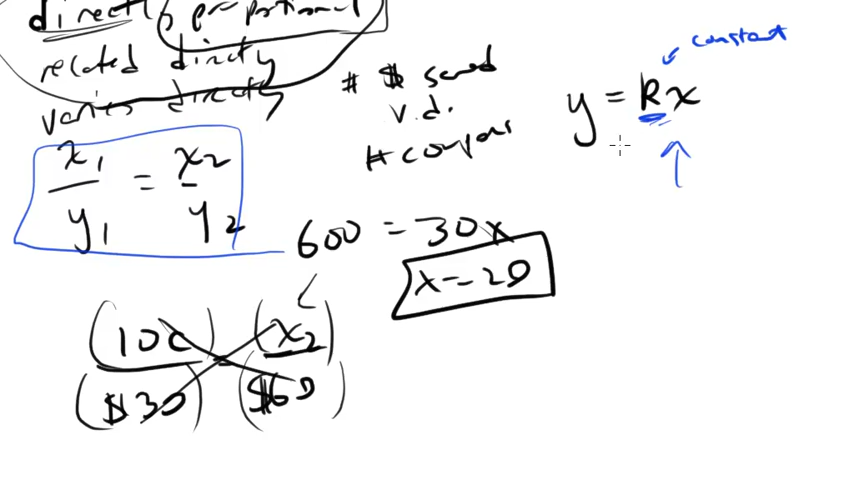 directly proportional
related directly
varies directly
x₁/y₁ = x₂/y₂
# $ saved
v.d.
# coupons
y = kx
constant
600 = 30x
x = 20
(10c)/($30) = (x₂)/($60)